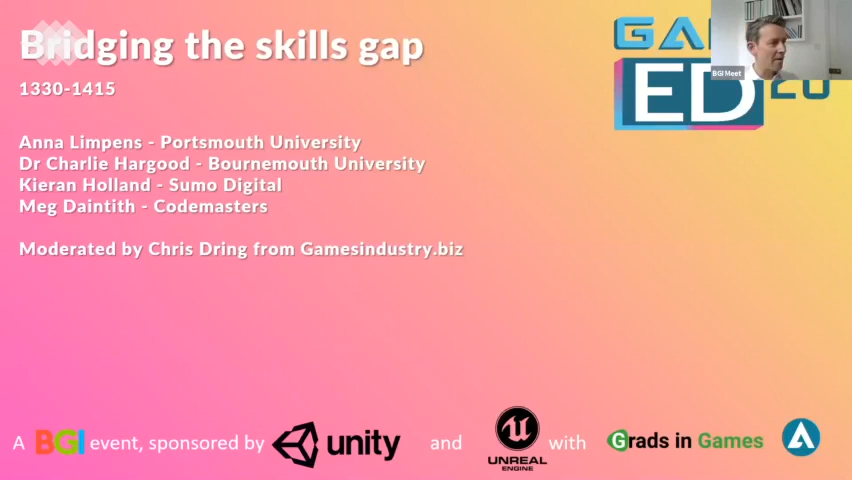 Bridging the skills gap
1330-1415
Anna Limpens - Portsmouth University
Dr Charlie Hargood - Bournemouth University
Kieran Holland - Sumo Digital
Meg Daintith - Codemasters
Moderated by Chris Dring from Gamesindustry.biz
ED
BGI Meet
A BGI event, sponsored by unity and UNREAL ENGINE with Grads in Games